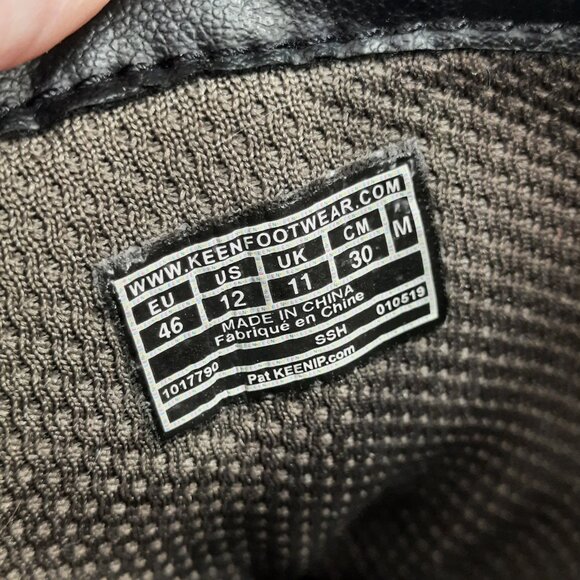 WWW.KEENFOOTWEAR.COM
EU US UK CM M
46 12 11 30
MADE IN CHINA
Fabriqué en Chine
1017790 SSH 010519
Pat KEENIP.com